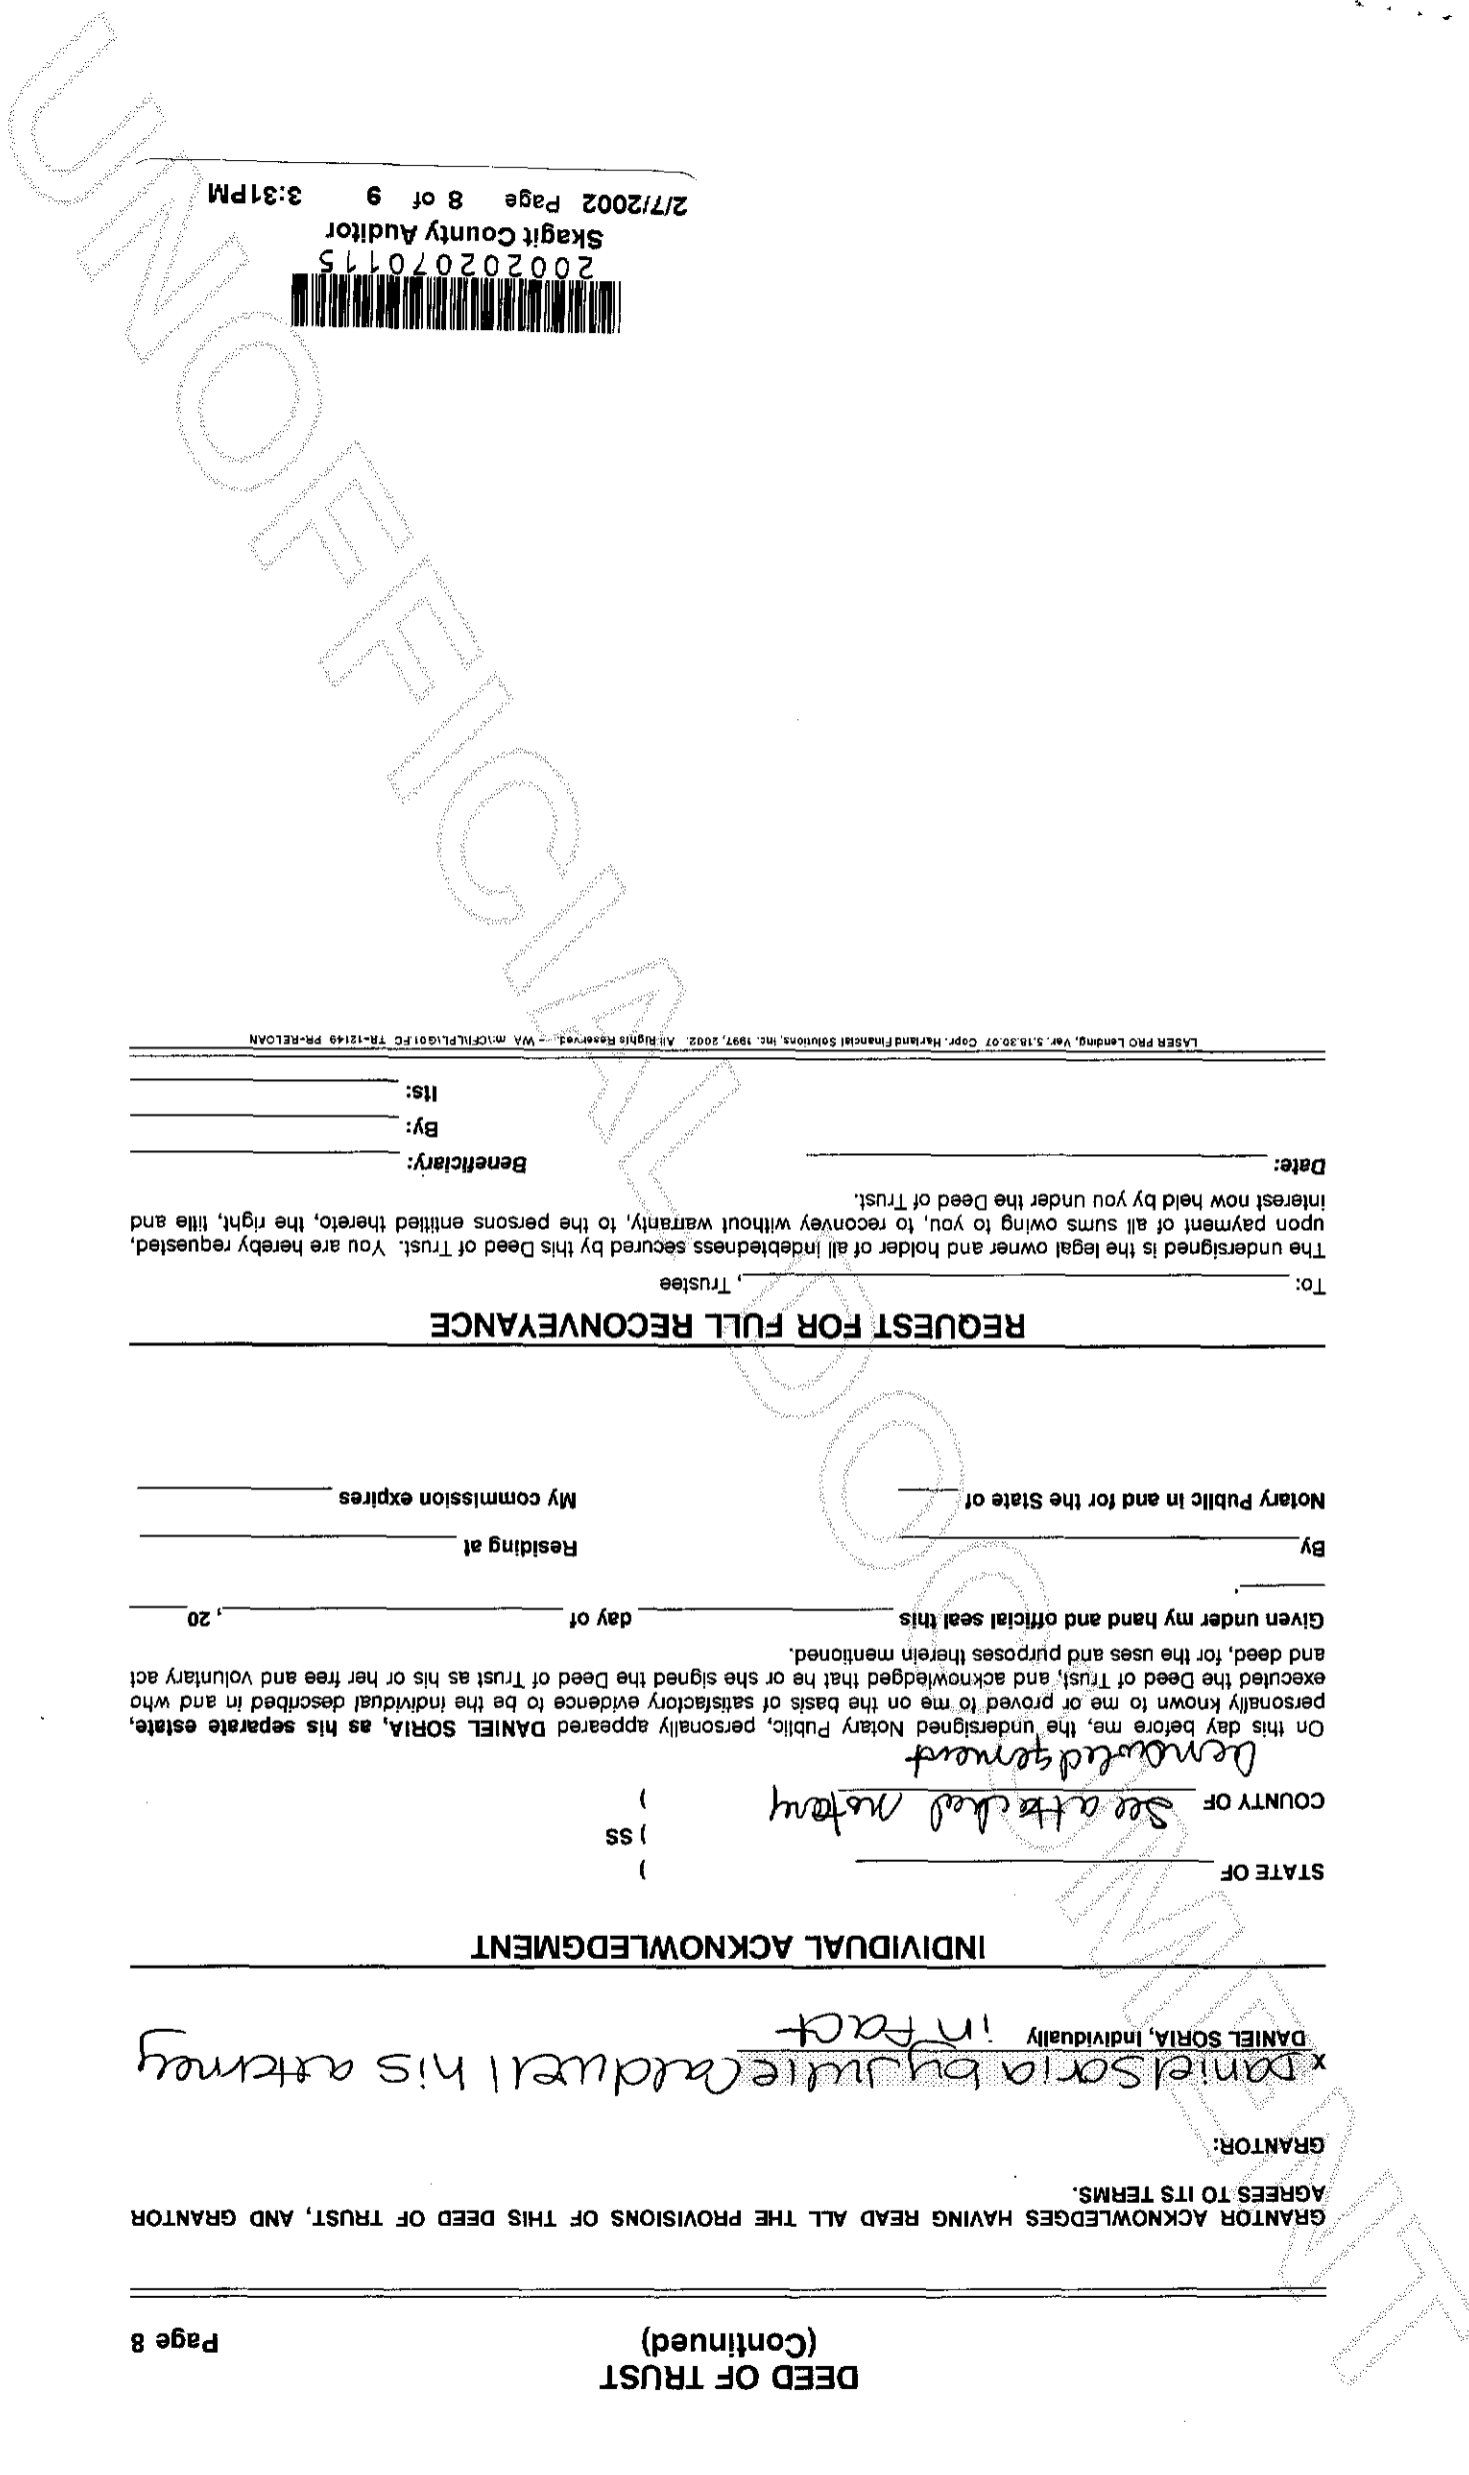 DEED OF TRUST
(Continued)
Page 8
GRANTOR ACKNOWLEDGES HAVING READ ALL THE PROVISIONS OF THIS DEED OF TRUST, AND GRANTOR
AGREES TO ITS TERMS.
GRANTOR:
x Daniel Soria by Julie Caldwell his attorney
DANIEL SORIA, Individually in Fact
INDIVIDUAL ACKNOWLEDGMENT
STATE OF )
) SS
COUNTY OF See attached notary )
acnowledgement
On this day before me, the undersigned Notary Public, personally appeared DANIEL SORIA, as his separate estate,
personally known to me or proved to me on the basis of satisfactory evidence to be the individual described in and who
executed the Deed of Trust, and acknowledged that he or she signed the Deed of Trust as his or her free and voluntary act
and deed, for the uses and purposes therein mentioned.
Given under my hand and official seal this day of , 20
.
By Residing at
Notary Public in and for the State of My commission expires
REQUEST FOR FULL RECONVEYANCE
To: , Trustee
The undersigned is the legal owner and holder of all indebtedness secured by this Deed of Trust. You are hereby requested,
upon payment of all sums owing to you, to reconvey without warranty, to the persons entitled thereto, the right, title and
interest now held by you under the Deed of Trust.
Date: Beneficiary:
By:
Its:
LASER PRO Lending, Ver. 5.18.30.07 Copr. Harland Financial Solutions, Inc. 1997, 2002. All Rights Reserved. - WA m:\CFI\LPL\G01.FC TR-12149 PR-RELOAN
200202070115
Skagit County Auditor
2/7/2002 Page 8 of 9 3:31PM
UNOFFICIAL DOCUMENT